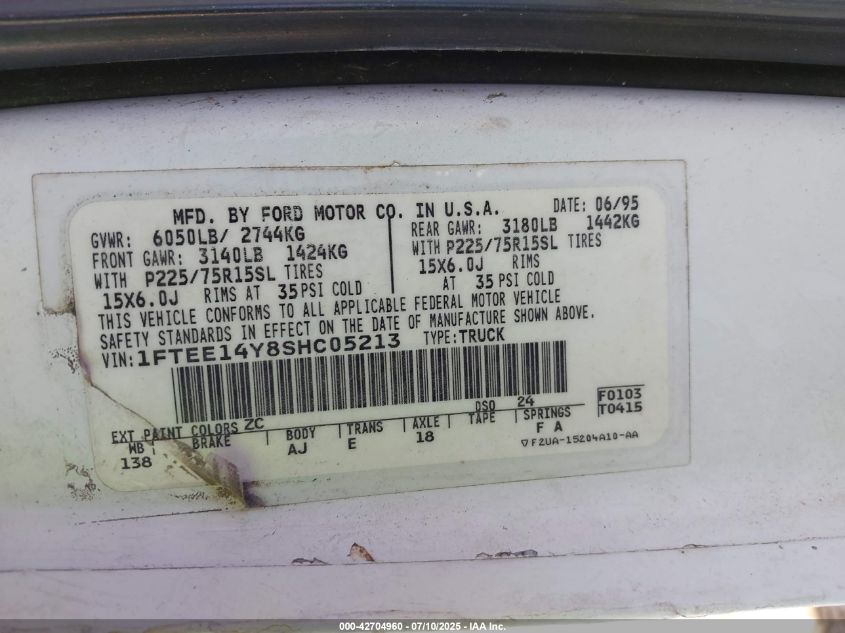 MFD. BY FORD MOTOR CO. IN U.S.A.
DATE: 06/95
GVWR: 6050LB/ 2744KG
FRONT GAWR: 3140LB 1424KG
WITH P225/75R15SL TIRES
15X6.0J RIMS AT 35 PSI COLD
REAR GAWR: 3180LB 1442KG
WITH P225/75R15SL TIRES
15X6.0J RIMS
AT 35 PSI COLD
THIS VEHICLE CONFORMS TO ALL APPLICABLE FEDERAL MOTOR VEHICLE
SAFETY STANDARDS IN EFFECT ON THE DATE OF MANUFACTURE SHOWN ABOVE.
VIN: 1FTEE14Y8SHC05213 TYPE: TRUCK
F0103
T0415
EXT PAINT COLORS ZC DSO 24
WB BRAKE BODY TRANS AXLE TAPE SPRINGS
138 AJ E 18 F A
▽F2UA-15204A10-AA
000-42704960 - 07/10/2025 - IAA Inc.